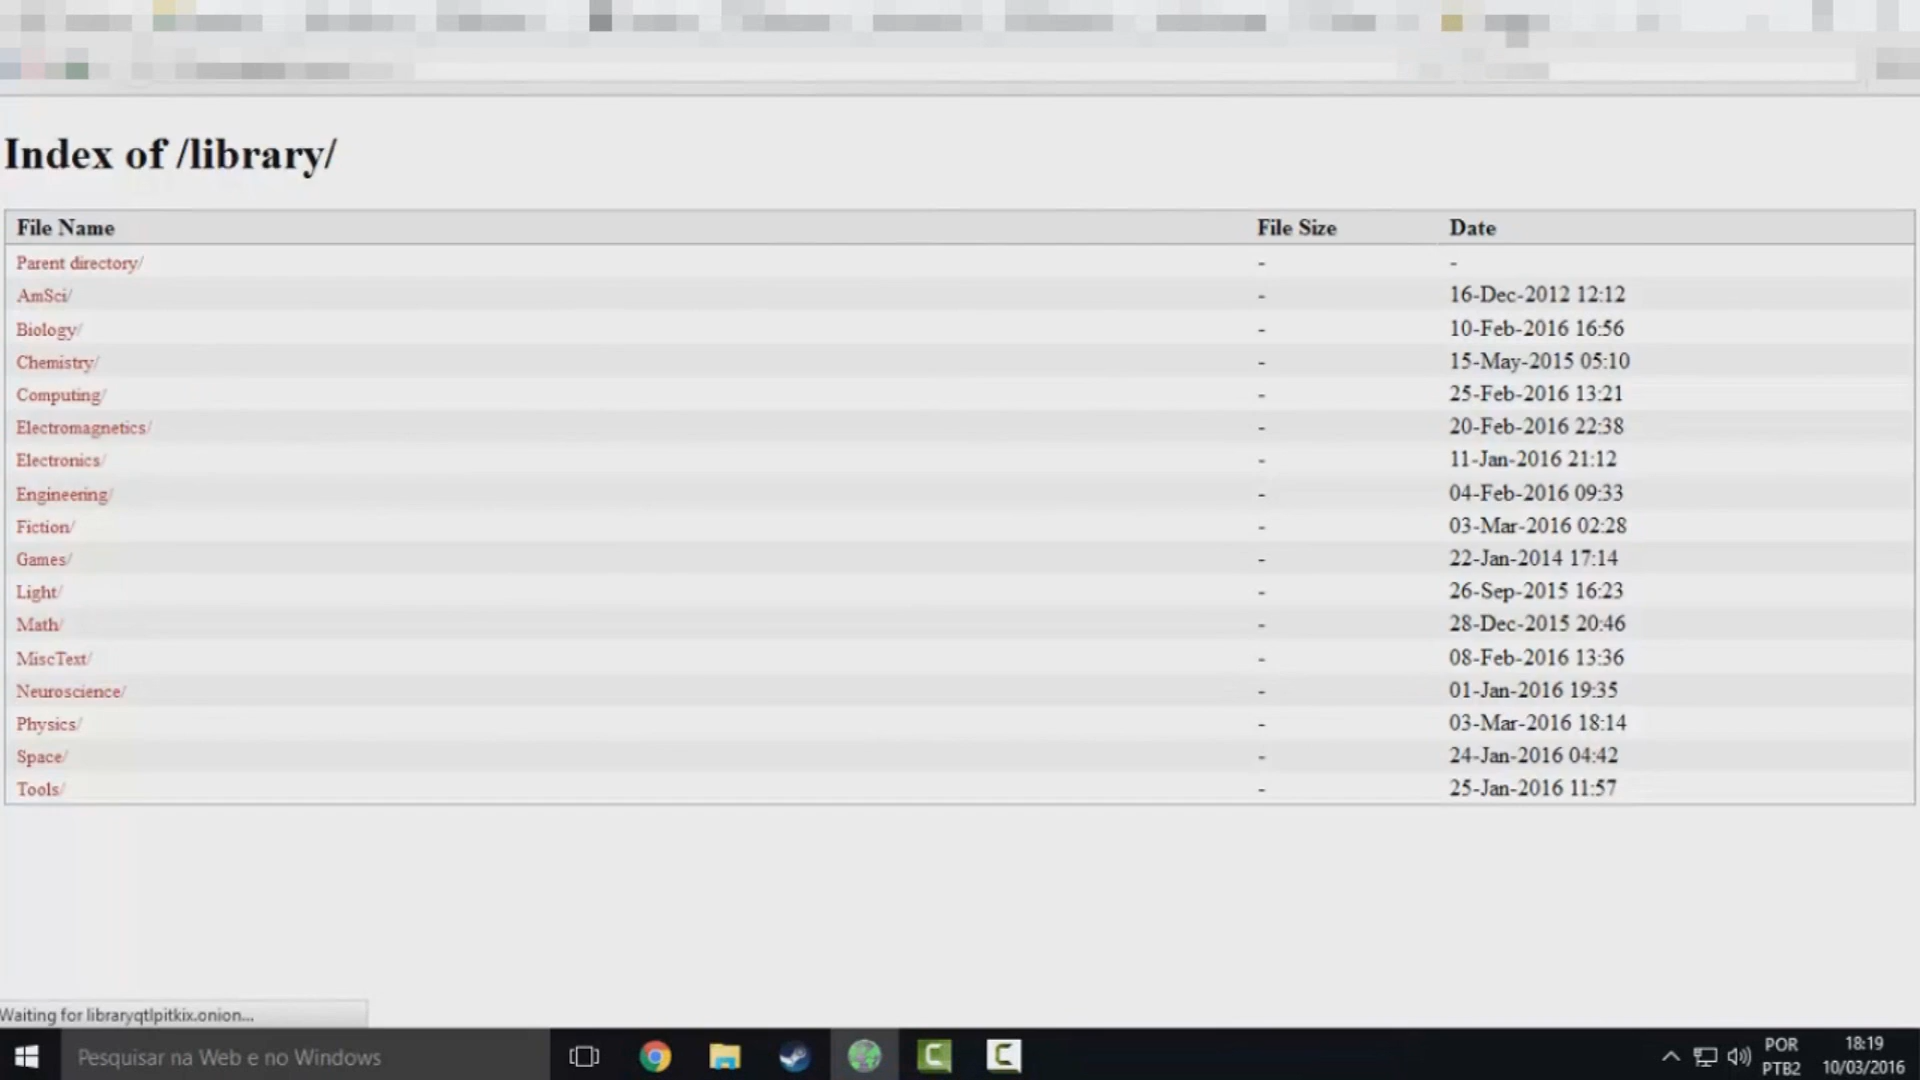 Index of /library/
File Name File Size Date
Parent directory/ - -
AmSci/ - 16-Dec-2012 12:12
Biology/ - 10-Feb-2016 16:56
Chemistry/ - 15-May-2015 05:10
Computing/ - 25-Feb-2016 13:21
Electromagnetics/ - 20-Feb-2016 22:38
Electronics/ - 11-Jan-2016 21:12
Engineering/ - 04-Feb-2016 09:33
Fiction/ - 03-Mar-2016 02:28
Games/ - 22-Jan-2014 17:14
Light/ - 26-Sep-2015 16:23
Math/ - 28-Dec-2015 20:46
MiscText/ - 08-Feb-2016 13:36
Neuroscience/ - 01-Jan-2016 19:35
Physics/ - 03-Mar-2016 18:14
Space/ - 24-Jan-2016 04:42
Tools/ - 25-Jan-2016 11:57
Waiting for libraryqtlpitkix.onion...
Pesquisar na Web e no Windows
POR 18:19
PTB2 10/03/2016